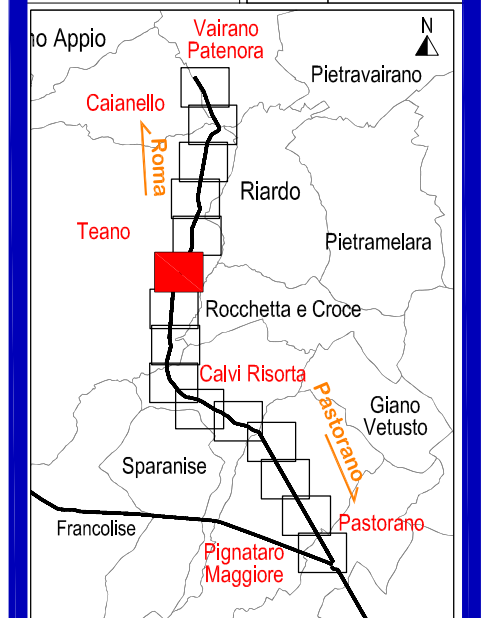 N
Vairano
Patenora
no Appio
Pietravairano
Caianello
Roma
Riardo
Teano
Pietramelara
Rocchetta e Croce
Calvi Risorta
Pastorano
Giano
Vetusto
Sparanise
Francolise
Pastorano
Pignataro
Maggiore